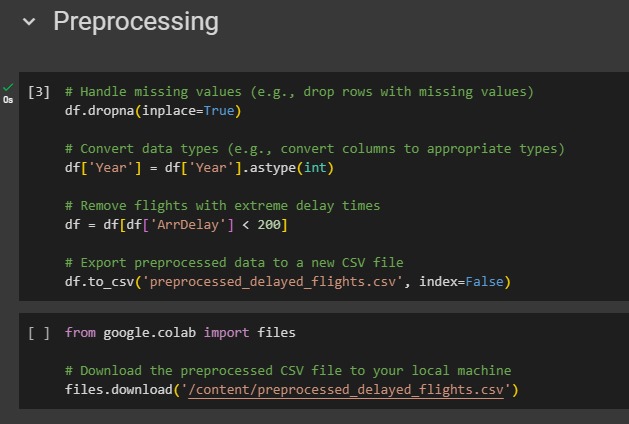 Preprocessing
[3] # Handle missing values (e.g., drop rows with missing values)
0s df.dropna(inplace=True)
# Convert data types (e.g., convert columns to appropriate types)
df['Year'] = df['Year'].astype(int)
# Remove flights with extreme delay times
df = df[df['ArrDelay'] < 200]
# Export preprocessed data to a new CSV file
df.to_csv('preprocessed_delayed_flights.csv', index=False)
[ ] from google.colab import files
# Download the preprocessed CSV file to your local machine
files.download('/content/preprocessed_delayed_flights.csv')